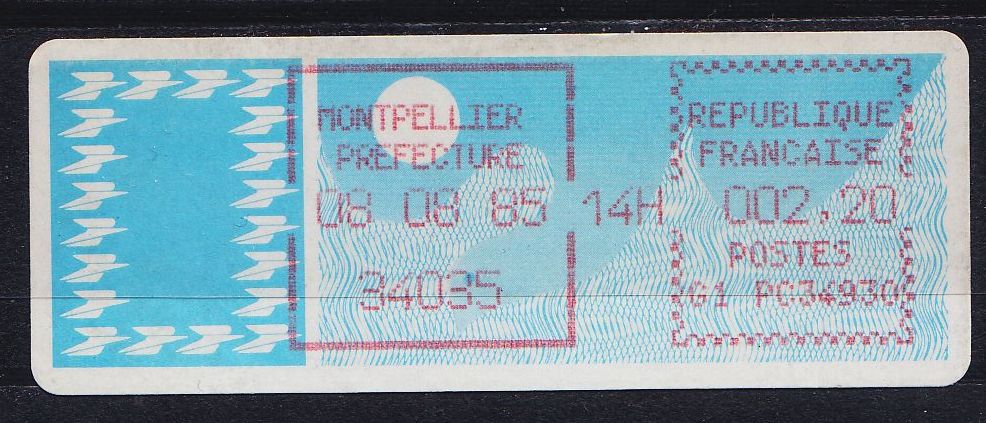 MONTPELLIER
PREFECTURE
08 08 85 14H
34035
REPUBLIQUE
FRANCAISE
002,20
POSTES
G1 PC34930